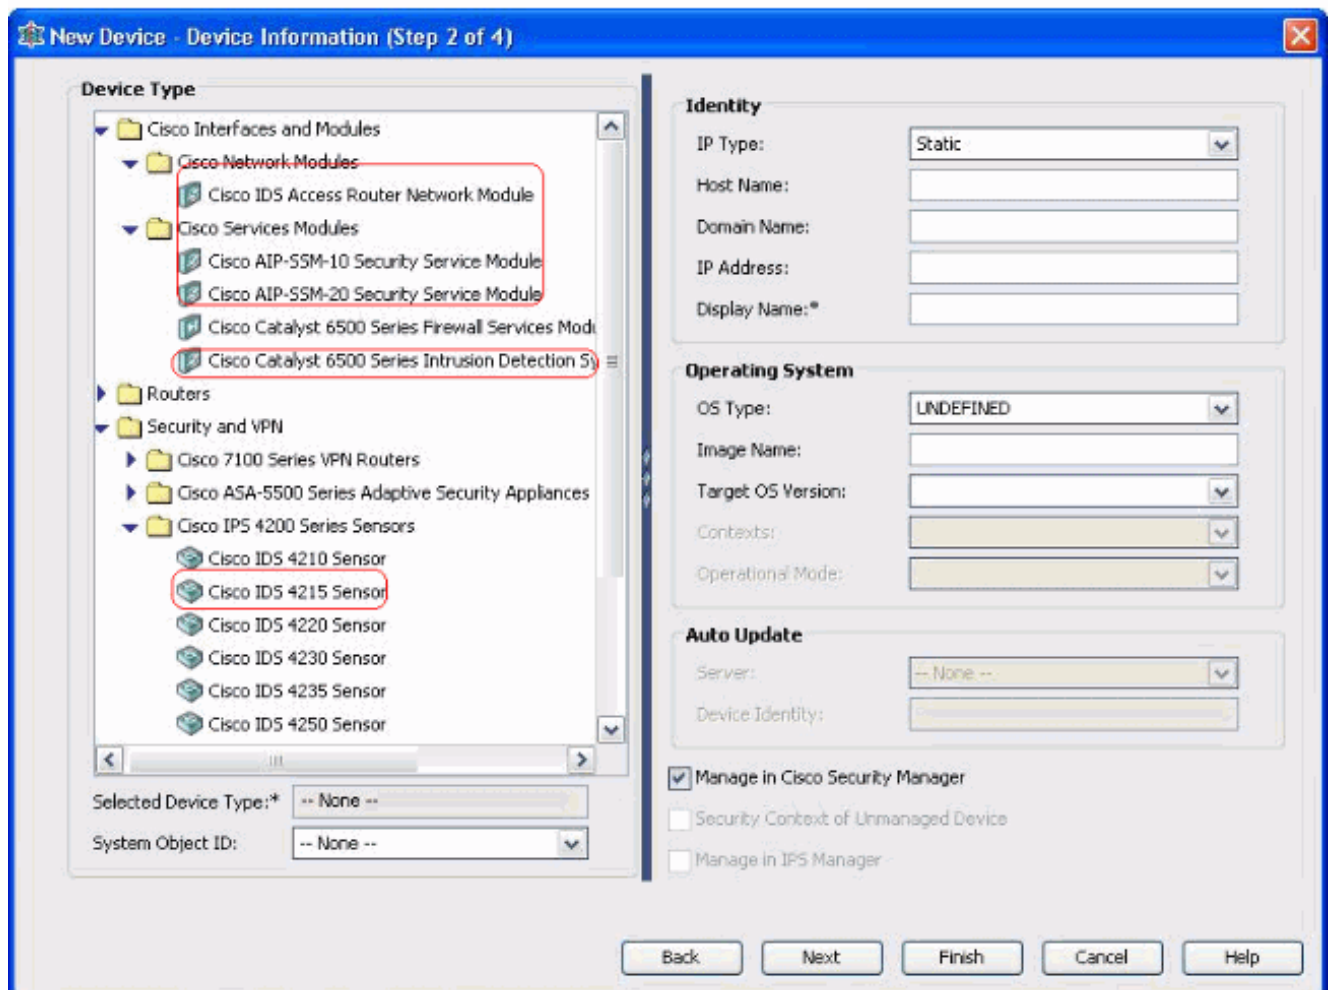 New Device - Device Information (Step 2 of 4)
Device Type
Cisco Interfaces and Modules
Cisco Network Modules
Cisco IDS Access Router Network Module
Cisco Services Modules
Cisco AIP-SSM-10 Security Service Module
Cisco AIP-SSM-20 Security Service Module
Cisco Catalyst 6500 Series Firewall Services Modu
Cisco Catalyst 6500 Series Intrusion Detection Sy
Routers
Security and VPN
Cisco 7100 Series VPN Routers
Cisco ASA-5500 Series Adaptive Security Appliances
Cisco IPS 4200 Series Sensors
Cisco IDS 4210 Sensor
Cisco IDS 4215 Sensor
Cisco IDS 4220 Sensor
Cisco IDS 4230 Sensor
Cisco IDS 4235 Sensor
Cisco IDS 4250 Sensor
Selected Device Type:* -- None --
System Object ID: -- None --
Identity
IP Type: Static
Host Name:
Domain Name:
IP Address:
Display Name:*
Operating System
OS Type: UNDEFINED
Image Name:
Target OS Version:
Contexts:
Operational Mode:
Auto Update
Server: -- None --
Device Identity:
Manage in Cisco Security Manager
Security Context of Unmanaged Device
Manage in IPS Manager
Back Next Finish Cancel Help